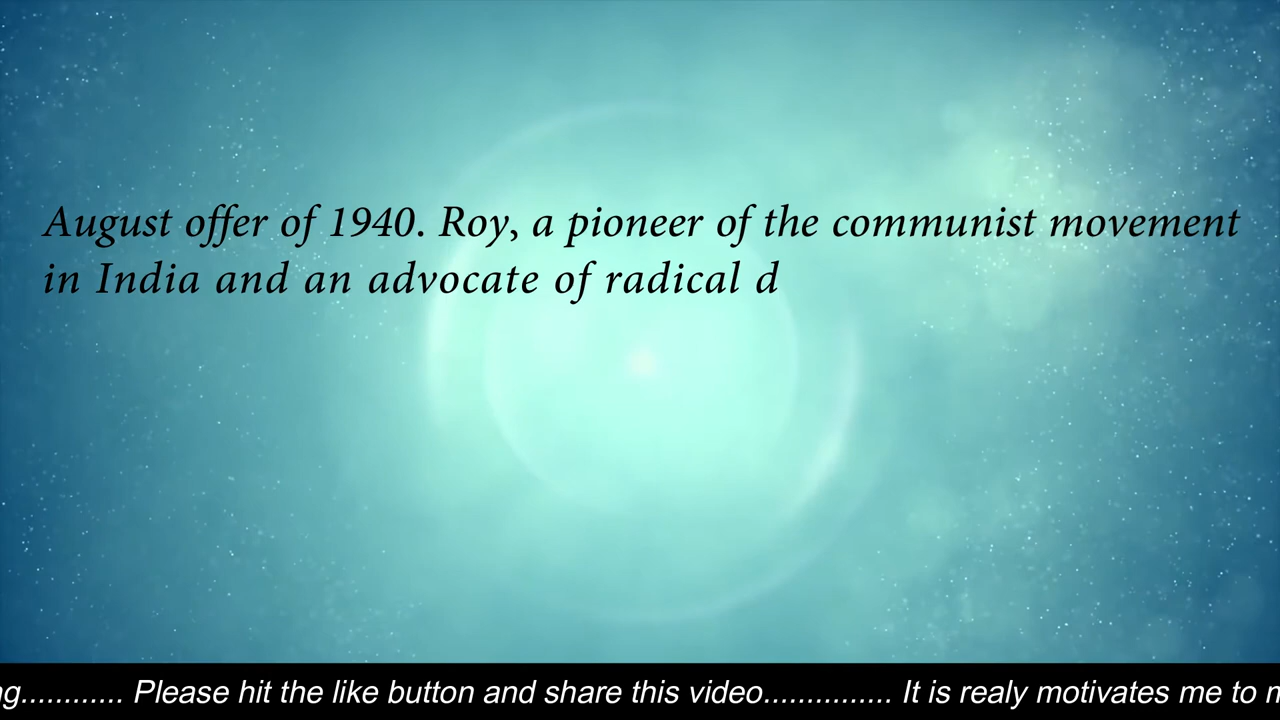 August offer of 1940. Roy, a pioneer of the communist movement
in India and an advocate of radical d
ng............ Please hit the like button and share this video............... It is realy motivates me to m